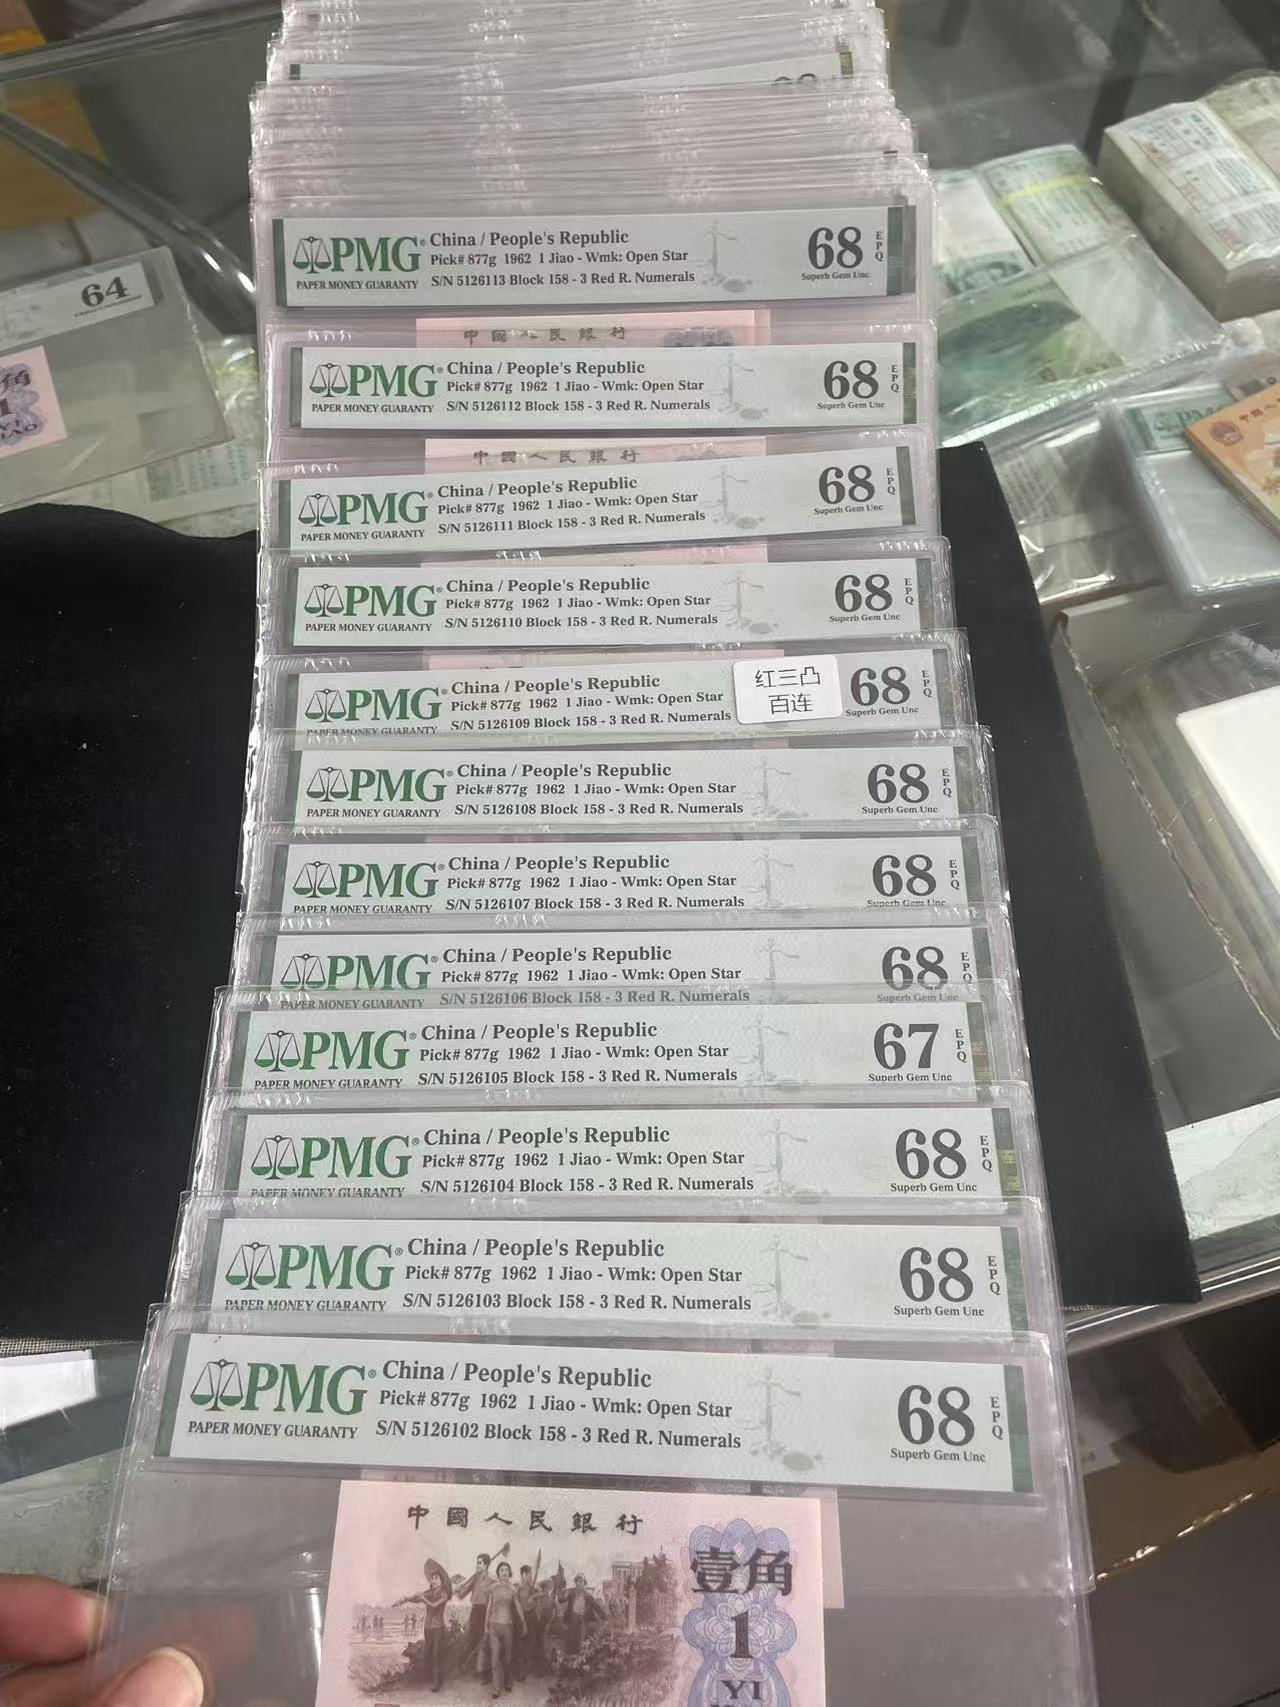 PMG® China / People's Republic
Pick# 877g 1962 1 Jiao - Wmk: Open Star
PAPER MONEY GUARANTY S/N 5126113 Block 158 - 3 Red R. Numerals
68 EPQ
Superb Gem Unc
中國人民銀行
PMG® China / People's Republic
Pick# 877g 1962 1 Jiao - Wmk: Open Star
PAPER MONEY GUARANTY S/N 5126112 Block 158 - 3 Red R. Numerals
68 EPQ
Superb Gem Unc
中國人民銀行
PMG® China / People's Republic
Pick# 877g 1962 1 Jiao - Wmk: Open Star
PAPER MONEY GUARANTY S/N 5126111 Block 158 - 3 Red R. Numerals
68 EPQ
Superb Gem Unc
PMG® China / People's Republic
Pick# 877g 1962 1 Jiao - Wmk: Open Star
PAPER MONEY GUARANTY S/N 5126110 Block 158 - 3 Red R. Numerals
68 EPQ
Superb Gem Unc
PMG® China / People's Republic
Pick# 877g 1962 1 Jiao - Wmk: Open Star
PAPER MONEY GUARANTY S/N 5126109 Block 158 - 3 Red R. Numerals
红三凸
百连
68 EPQ
Superb Gem Unc
PMG® China / People's Republic
Pick# 877g 1962 1 Jiao - Wmk: Open Star
PAPER MONEY GUARANTY S/N 5126108 Block 158 - 3 Red R. Numerals
68 EPQ
Superb Gem Unc
PMG® China / People's Republic
Pick# 877g 1962 1 Jiao - Wmk: Open Star
PAPER MONEY GUARANTY S/N 5126107 Block 158 - 3 Red R. Numerals
68 EPQ
Superb Gem Unc
PMG® China / People's Republic
Pick# 877g 1962 1 Jiao - Wmk: Open Star
PAPER MONEY GUARANTY S/N 5126106 Block 158 - 3 Red R. Numerals
68 EPQ
Superb Gem Unc
PMG® China / People's Republic
Pick# 877g 1962 1 Jiao - Wmk: Open Star
PAPER MONEY GUARANTY S/N 5126105 Block 158 - 3 Red R. Numerals
67 EPQ
Superb Gem Unc
PMG® China / People's Republic
Pick# 877g 1962 1 Jiao - Wmk: Open Star
PAPER MONEY GUARANTY S/N 5126104 Block 158 - 3 Red R. Numerals
68 EPQ
Superb Gem Unc
PMG® China / People's Republic
Pick# 877g 1962 1 Jiao - Wmk: Open Star
PAPER MONEY GUARANTY S/N 5126103 Block 158 - 3 Red R. Numerals
68 EPQ
Superb Gem Unc
PMG® China / People's Republic
Pick# 877g 1962 1 Jiao - Wmk: Open Star
PAPER MONEY GUARANTY S/N 5126102 Block 158 - 3 Red R. Numerals
68 EPQ
Superb Gem Unc
中國人民銀行
壹角
1
YI
64
角